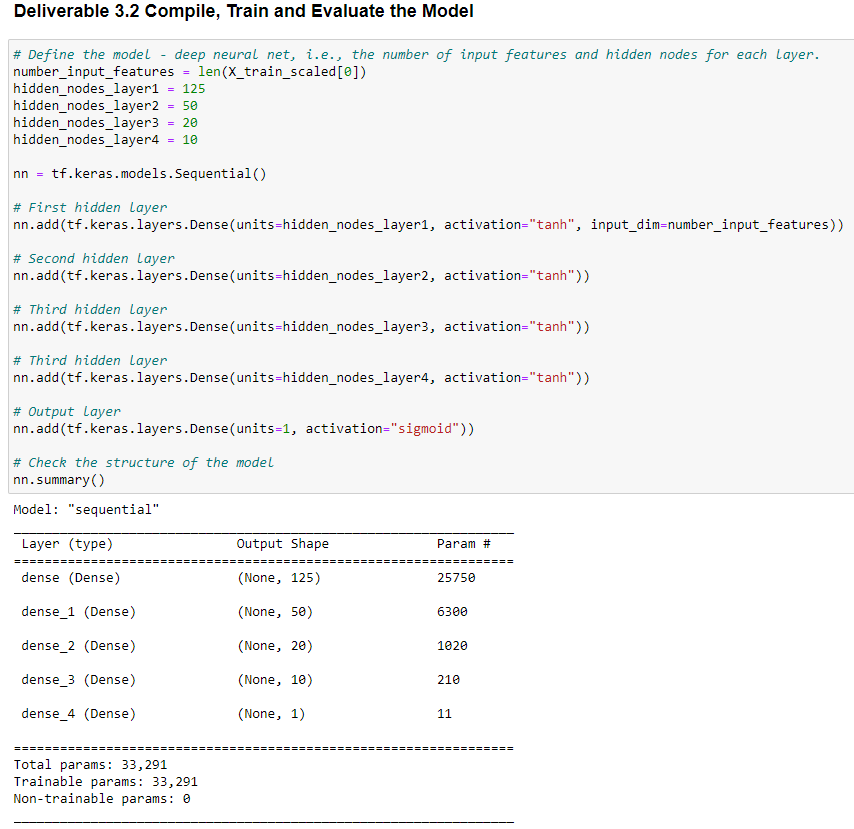 Deliverable 3.2 Compile, Train and Evaluate the Model
# Define the model - deep neural net, i.e., the number of input features and hidden nodes for each layer.
number_input_features = len(X_train_scaled[0])
hidden_nodes_layer1 = 125
hidden_nodes_layer2 = 50
hidden_nodes_layer3 = 20
hidden_nodes_layer4 = 10
nn = tf.keras.models.Sequential()
# First hidden layer
nn.add(tf.keras.layers.Dense(units=hidden_nodes_layer1, activation="tanh", input_dim=number_input_features))
# Second hidden layer
nn.add(tf.keras.layers.Dense(units=hidden_nodes_layer2, activation="tanh"))
# Third hidden layer
nn.add(tf.keras.layers.Dense(units=hidden_nodes_layer3, activation="tanh"))
# Third hidden layer
nn.add(tf.keras.layers.Dense(units=hidden_nodes_layer4, activation="tanh"))
# Output layer
nn.add(tf.keras.layers.Dense(units=1, activation="sigmoid"))
# Check the structure of the model
nn.summary()
Model: "sequential"
_________________________________________________________________
Layer (type) Output Shape Param #
=================================================================
dense (Dense) (None, 125) 25750
dense_1 (Dense) (None, 50) 6300
dense_2 (Dense) (None, 20) 1020
dense_3 (Dense) (None, 10) 210
dense_4 (Dense) (None, 1) 11
=================================================================
Total params: 33,291
Trainable params: 33,291
Non-trainable params: 0
_________________________________________________________________